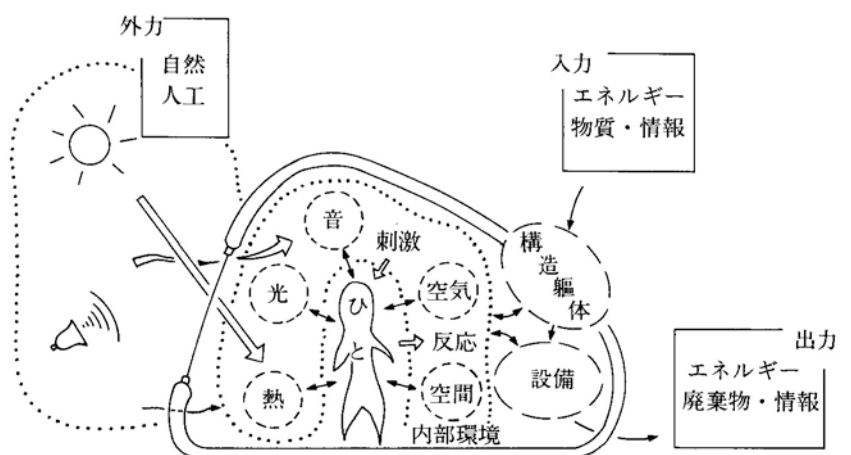 外力
自然
人工
入力
エネルギー
物質・情報
音
刺激
構造躯体
光
ひと
空気
反応
熱
空間
設備
内部環境
出力
エネルギー
廃棄物・情報